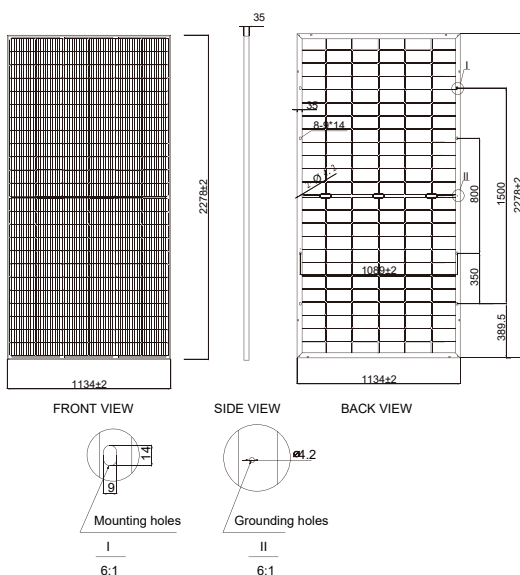 35
2278±2
1134±2
FRONT VIEW
SIDE VIEW
35
8-9*14
1089±2
I
II
800
1500
2278±2
350
389.5
1134±2
BACK VIEW
14
9
Mounting holes
I
6:1
ø4.2
Grounding holes
II
6:1